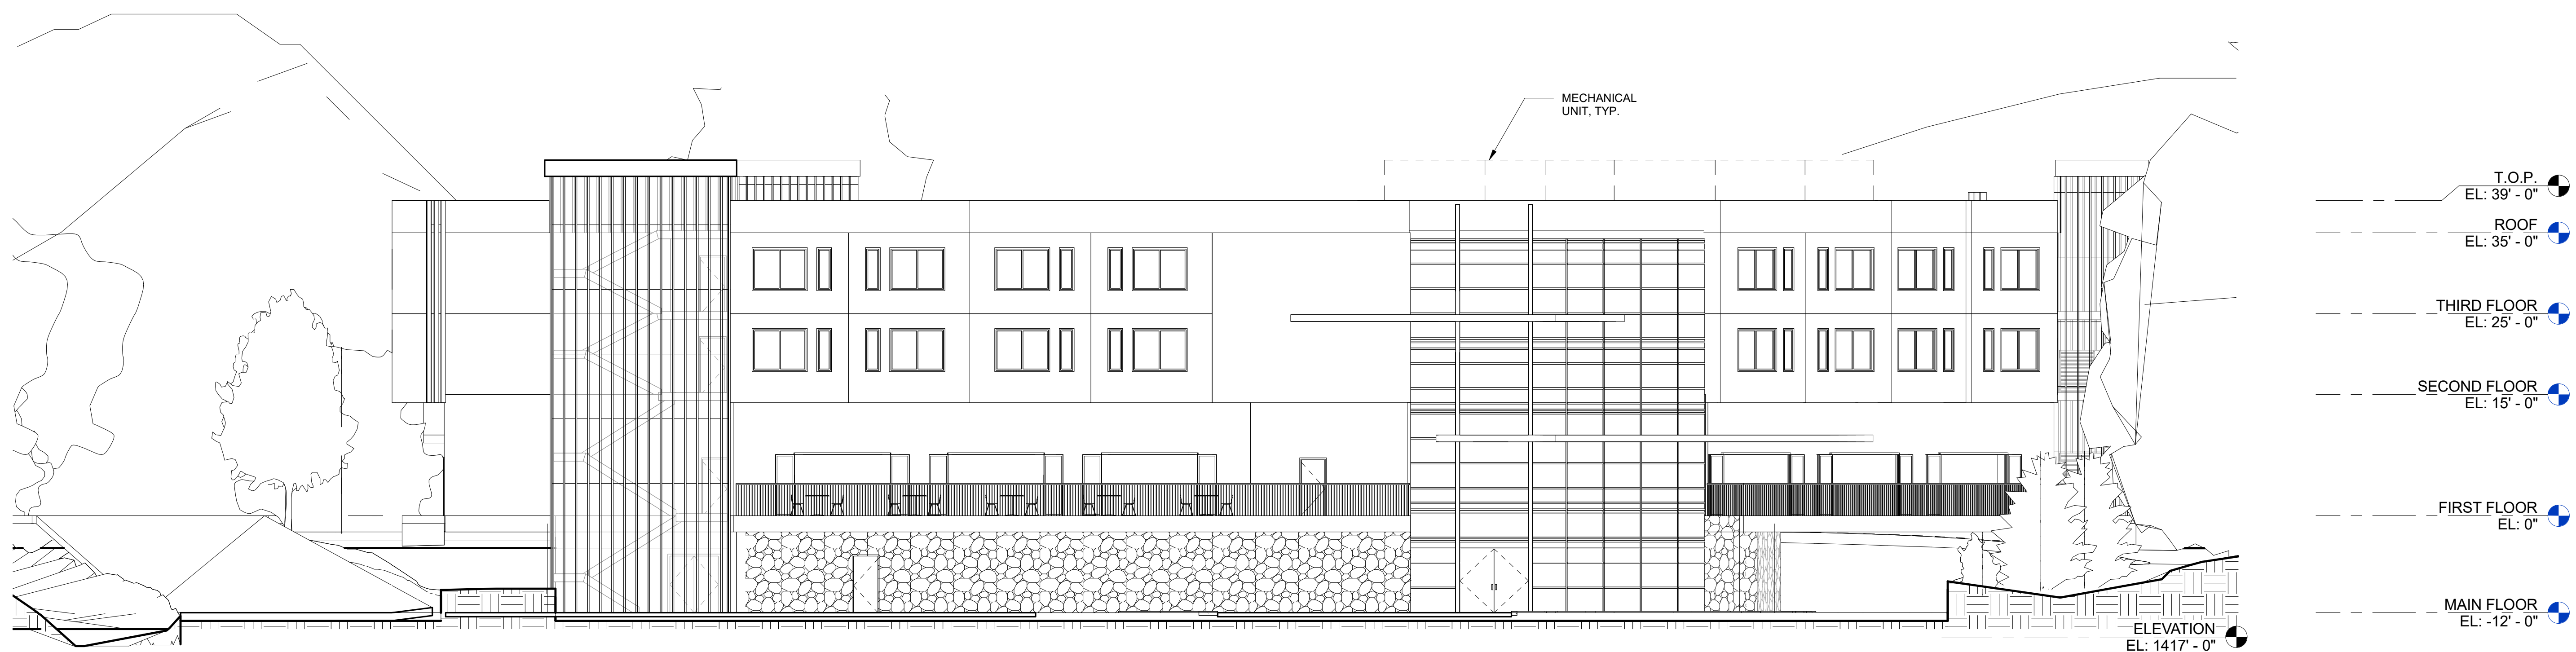 MECHANICAL
UNIT, TYP.
T.O.P.
EL: 39' - 0"
ROOF
EL: 35' - 0"
THIRD FLOOR
EL: 25' - 0"
SECOND FLOOR
EL: 15' - 0"
FIRST FLOOR
EL: 0"
MAIN FLOOR
EL: -12' - 0"
ELEVATION
EL: 1417' - 0"